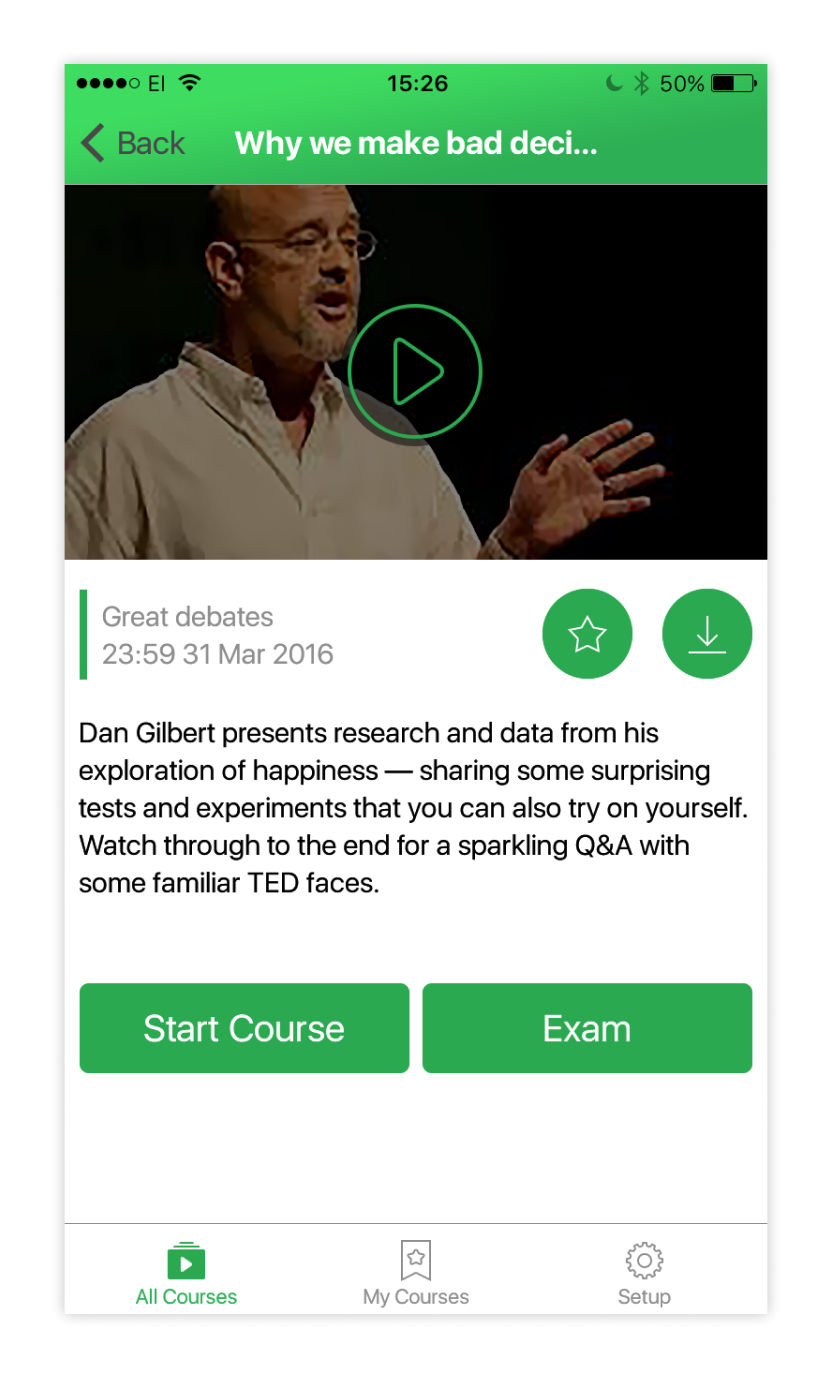 EI 15:26 50%
Back Why we make bad deci...
Great debates
23:59 31 Mar 2016
Dan Gilbert presents research and data from his
exploration of happiness — sharing some surprising
tests and experiments that you can also try on yourself.
Watch through to the end for a sparkling Q&A with
some familiar TED faces.
Start Course Exam
All Courses My Courses Setup